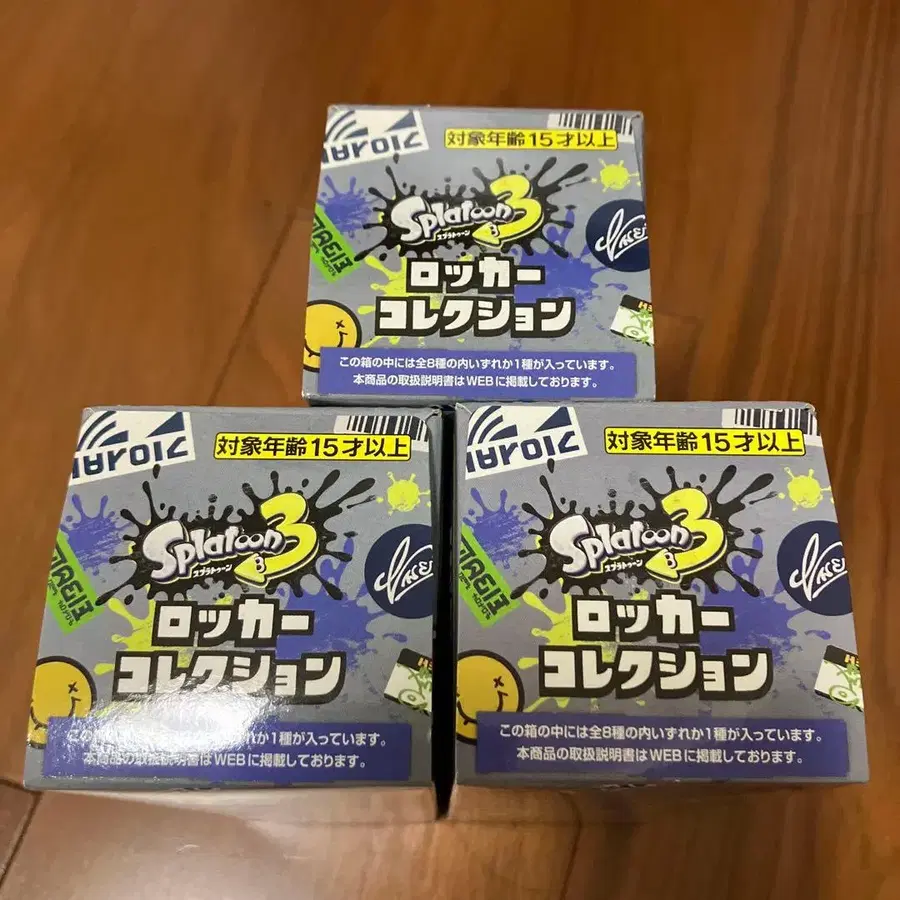 対象年齢15才以上
Splatoon 3
スプラトゥーン3
ロッカー
コレクション
この箱の中には全8種の内いずれか1種が入っています。
本商品の取扱説明書はWEBに掲載しております。
対象年齢15才以上
Splatoon 3
スプラトゥーン3
ロッカー
コレクション
この箱の中には全8種の内いずれか1種が入っています。
本商品の取扱説明書はWEBに掲載しております。
対象年齢15才以上
Splatoon 3
スプラトゥーン3
ロッカー
コレクション
この箱の中には全8種の内いずれか1種が入っています。
本商品の取扱説明書はWEBに掲載しております。